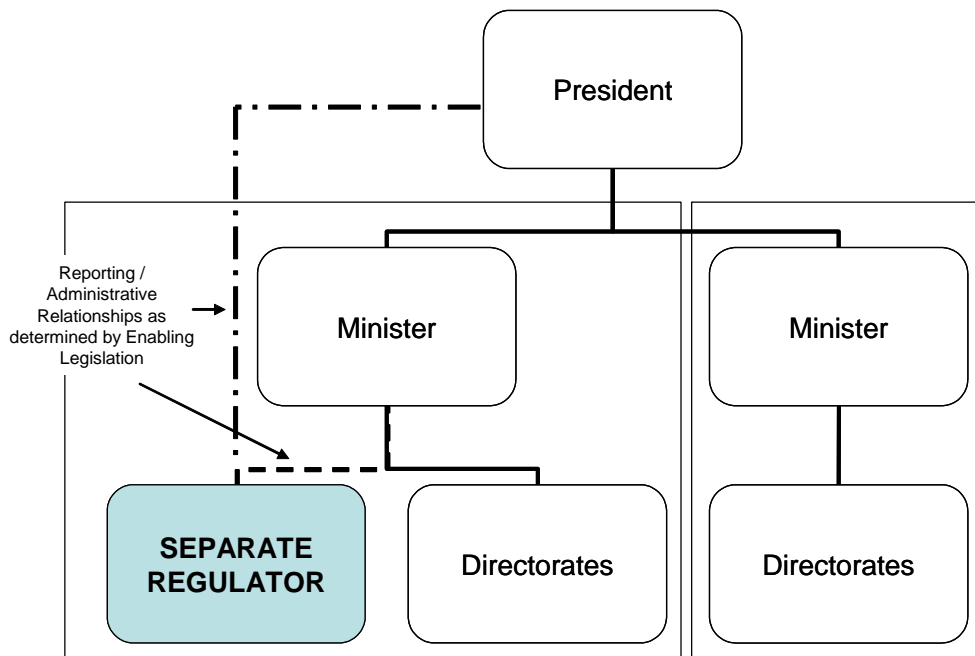 President
Reporting /
Administrative
Relationships as
determined by Enabling
Legislation
Minister
Minister
SEPARATE
REGULATOR
Directorates
Directorates